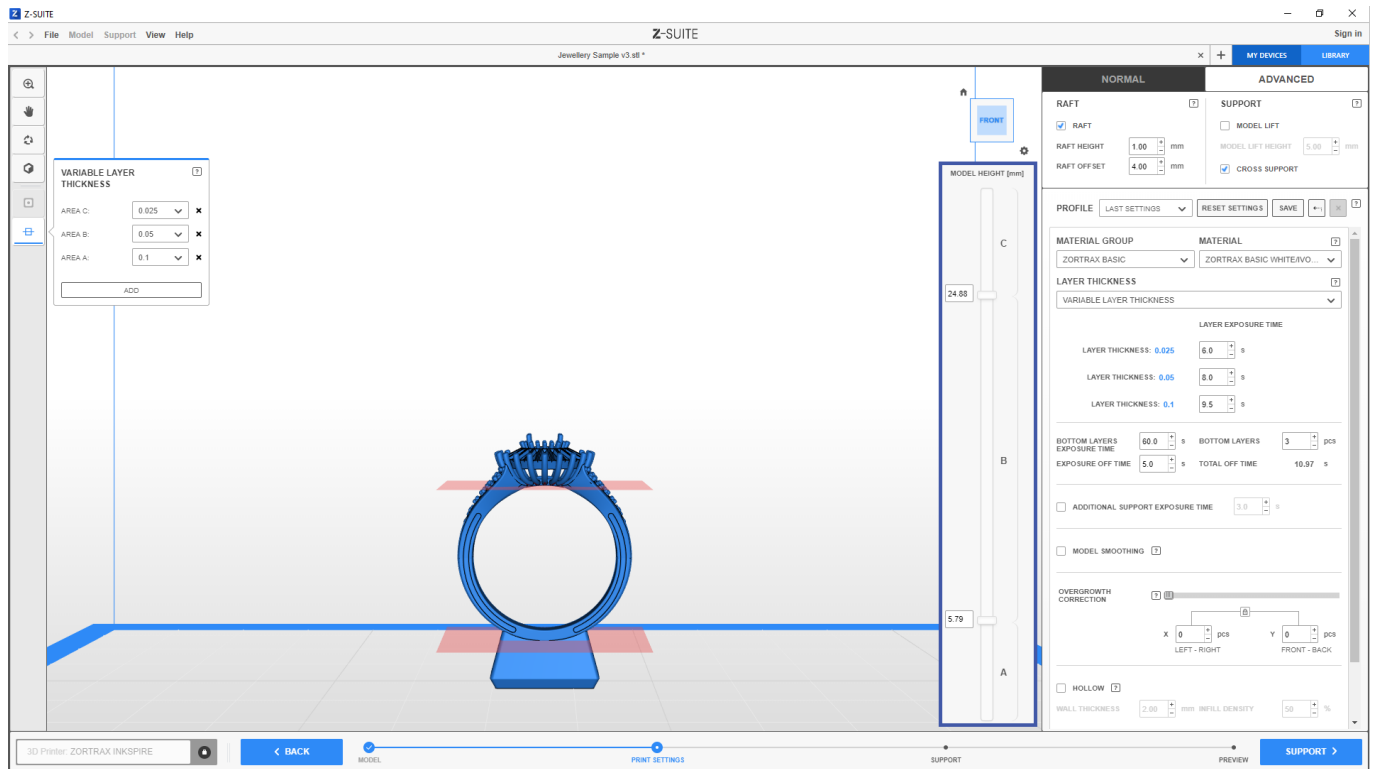 Z-SUITE
File Model Support View Help
Z-SUITE
Sign in
Jewellery Sample v3.stl *
MY DEVICES
LIBRARY
NORMAL
ADVANCED
RAFT ?
RAFT
RAFT HEIGHT 1.00 mm
RAFT OFFSET 4.00 mm
SUPPORT ?
MODEL LIFT
MODEL LIFT HEIGHT 5.00 mm
CROSS SUPPORT
FRONT
VARIABLE LAYER THICKNESS ?
AREA C: 0.025
AREA B: 0.05
AREA A: 0.1
ADD
MODEL HEIGHT [mm]
C
24.88
B
5.79
A
PROFILE LAST SETTINGS RESET SETTINGS SAVE ?
MATERIAL GROUP
ZORTRAX BASIC
MATERIAL ?
ZORTRAX BASIC WHITE/IVO...
LAYER THICKNESS ?
VARIABLE LAYER THICKNESS
LAYER EXPOSURE TIME
LAYER THICKNESS: 0.025 6.0 s
LAYER THICKNESS: 0.05 8.0 s
LAYER THICKNESS: 0.1 9.5 s
BOTTOM LAYERS EXPOSURE TIME 60.0 s BOTTOM LAYERS 3 pcs
EXPOSURE OFF TIME 5.0 s TOTAL OFF TIME 10.97 s
ADDITIONAL SUPPORT EXPOSURE TIME 3.0 s
MODEL SMOOTHING ?
OVERGROWTH CORRECTION ?
X 0 pcs Y 0 pcs
LEFT - RIGHT FRONT - BACK
HOLLOW ?
WALL THICKNESS 2.00 mm INFILL DENSITY 50 %
3D Printer: ZORTRAX INKSPIRE
BACK
MODEL
PRINT SETTINGS
SUPPORT
PREVIEW
SUPPORT